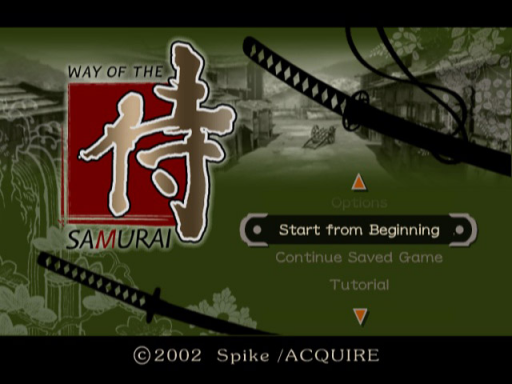 WAY OF THE
侍
SAMURAI
Options
Start from Beginning
Continue Saved Game
Tutorial
©2002 Spike /ACQUIRE